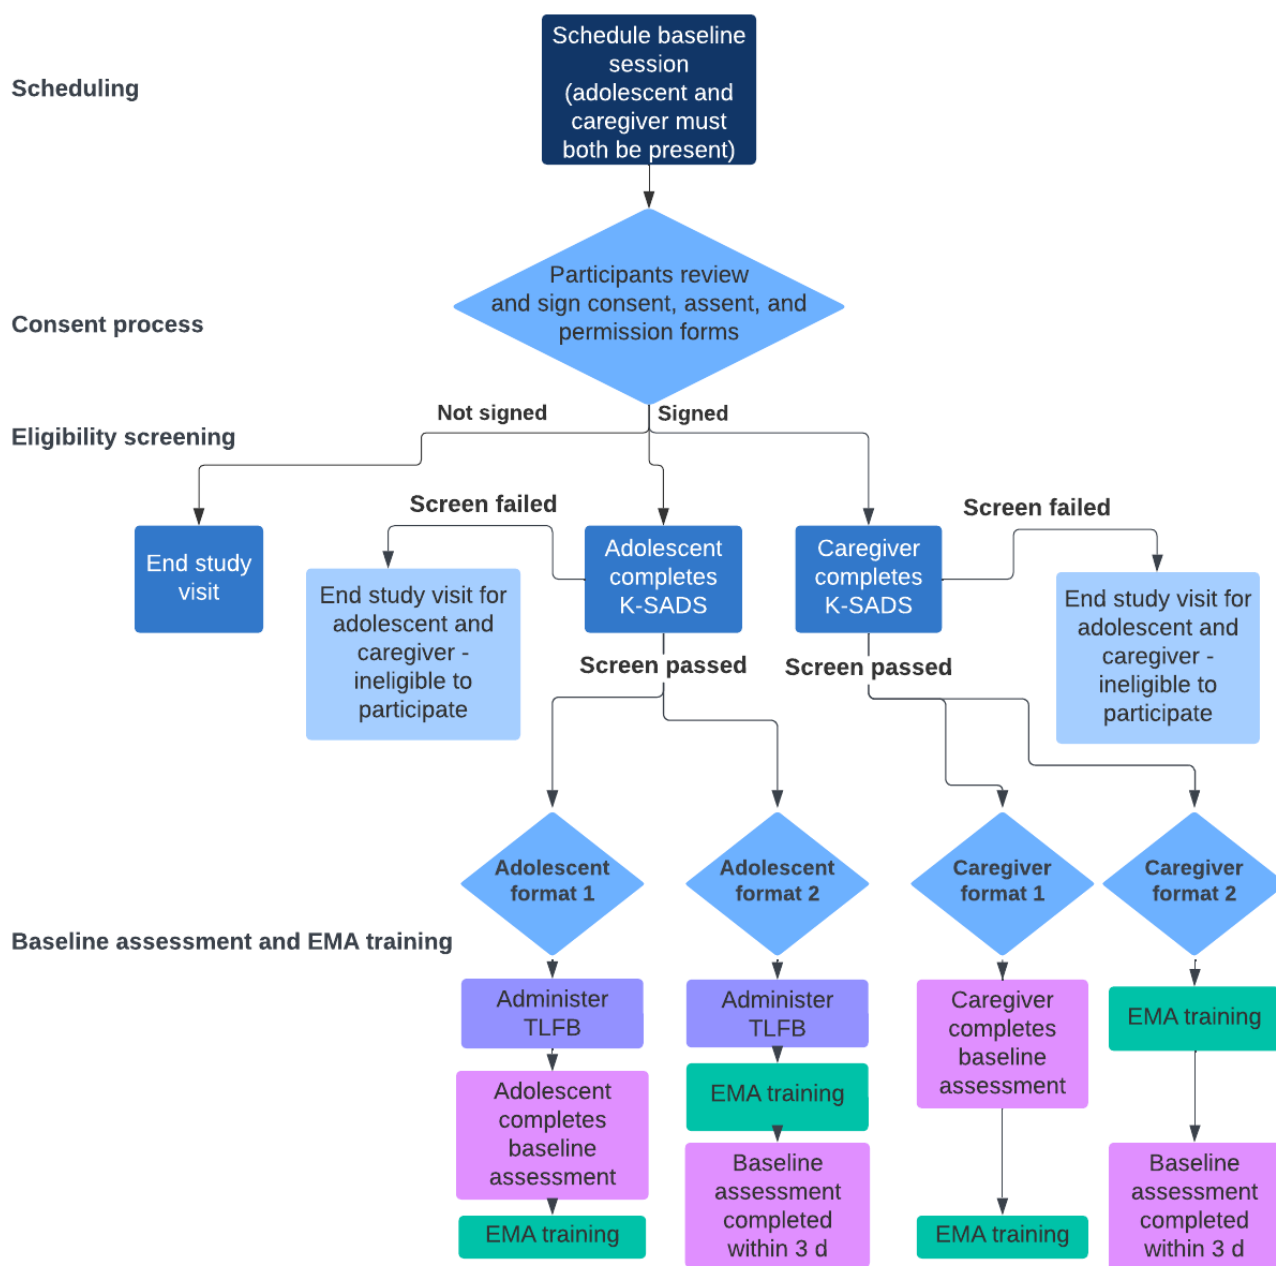 Schedule baseline
session
(adolescent and
caregiver must
both be present)
Scheduling
Participants review
and sign consent, assent, and
permission forms
Consent process
Not signed
Signed
Eligibility screening
Screen failed
Screen failed
End study
visit
End study visit for
adolescent and
caregiver -
ineligible to
participate
Adolescent
completes
K-SADS
Caregiver
completes
K-SADS
End study visit for
adolescent and
caregiver -
ineligible to
participate
Screen passed
Screen passed
Adolescent
format 1
Adolescent
format 2
Caregiver
format 1
Caregiver
format 2
Baseline assessment and EMA training
Administer
TLFB
Adolescent
completes
baseline
assessment
EMA training
Administer
TLFB
EMA training
Baseline
assessment
completed
within 3 d
Caregiver
completes
baseline
assessment
EMA training
EMA training
Baseline
assessment
completed
within 3 d